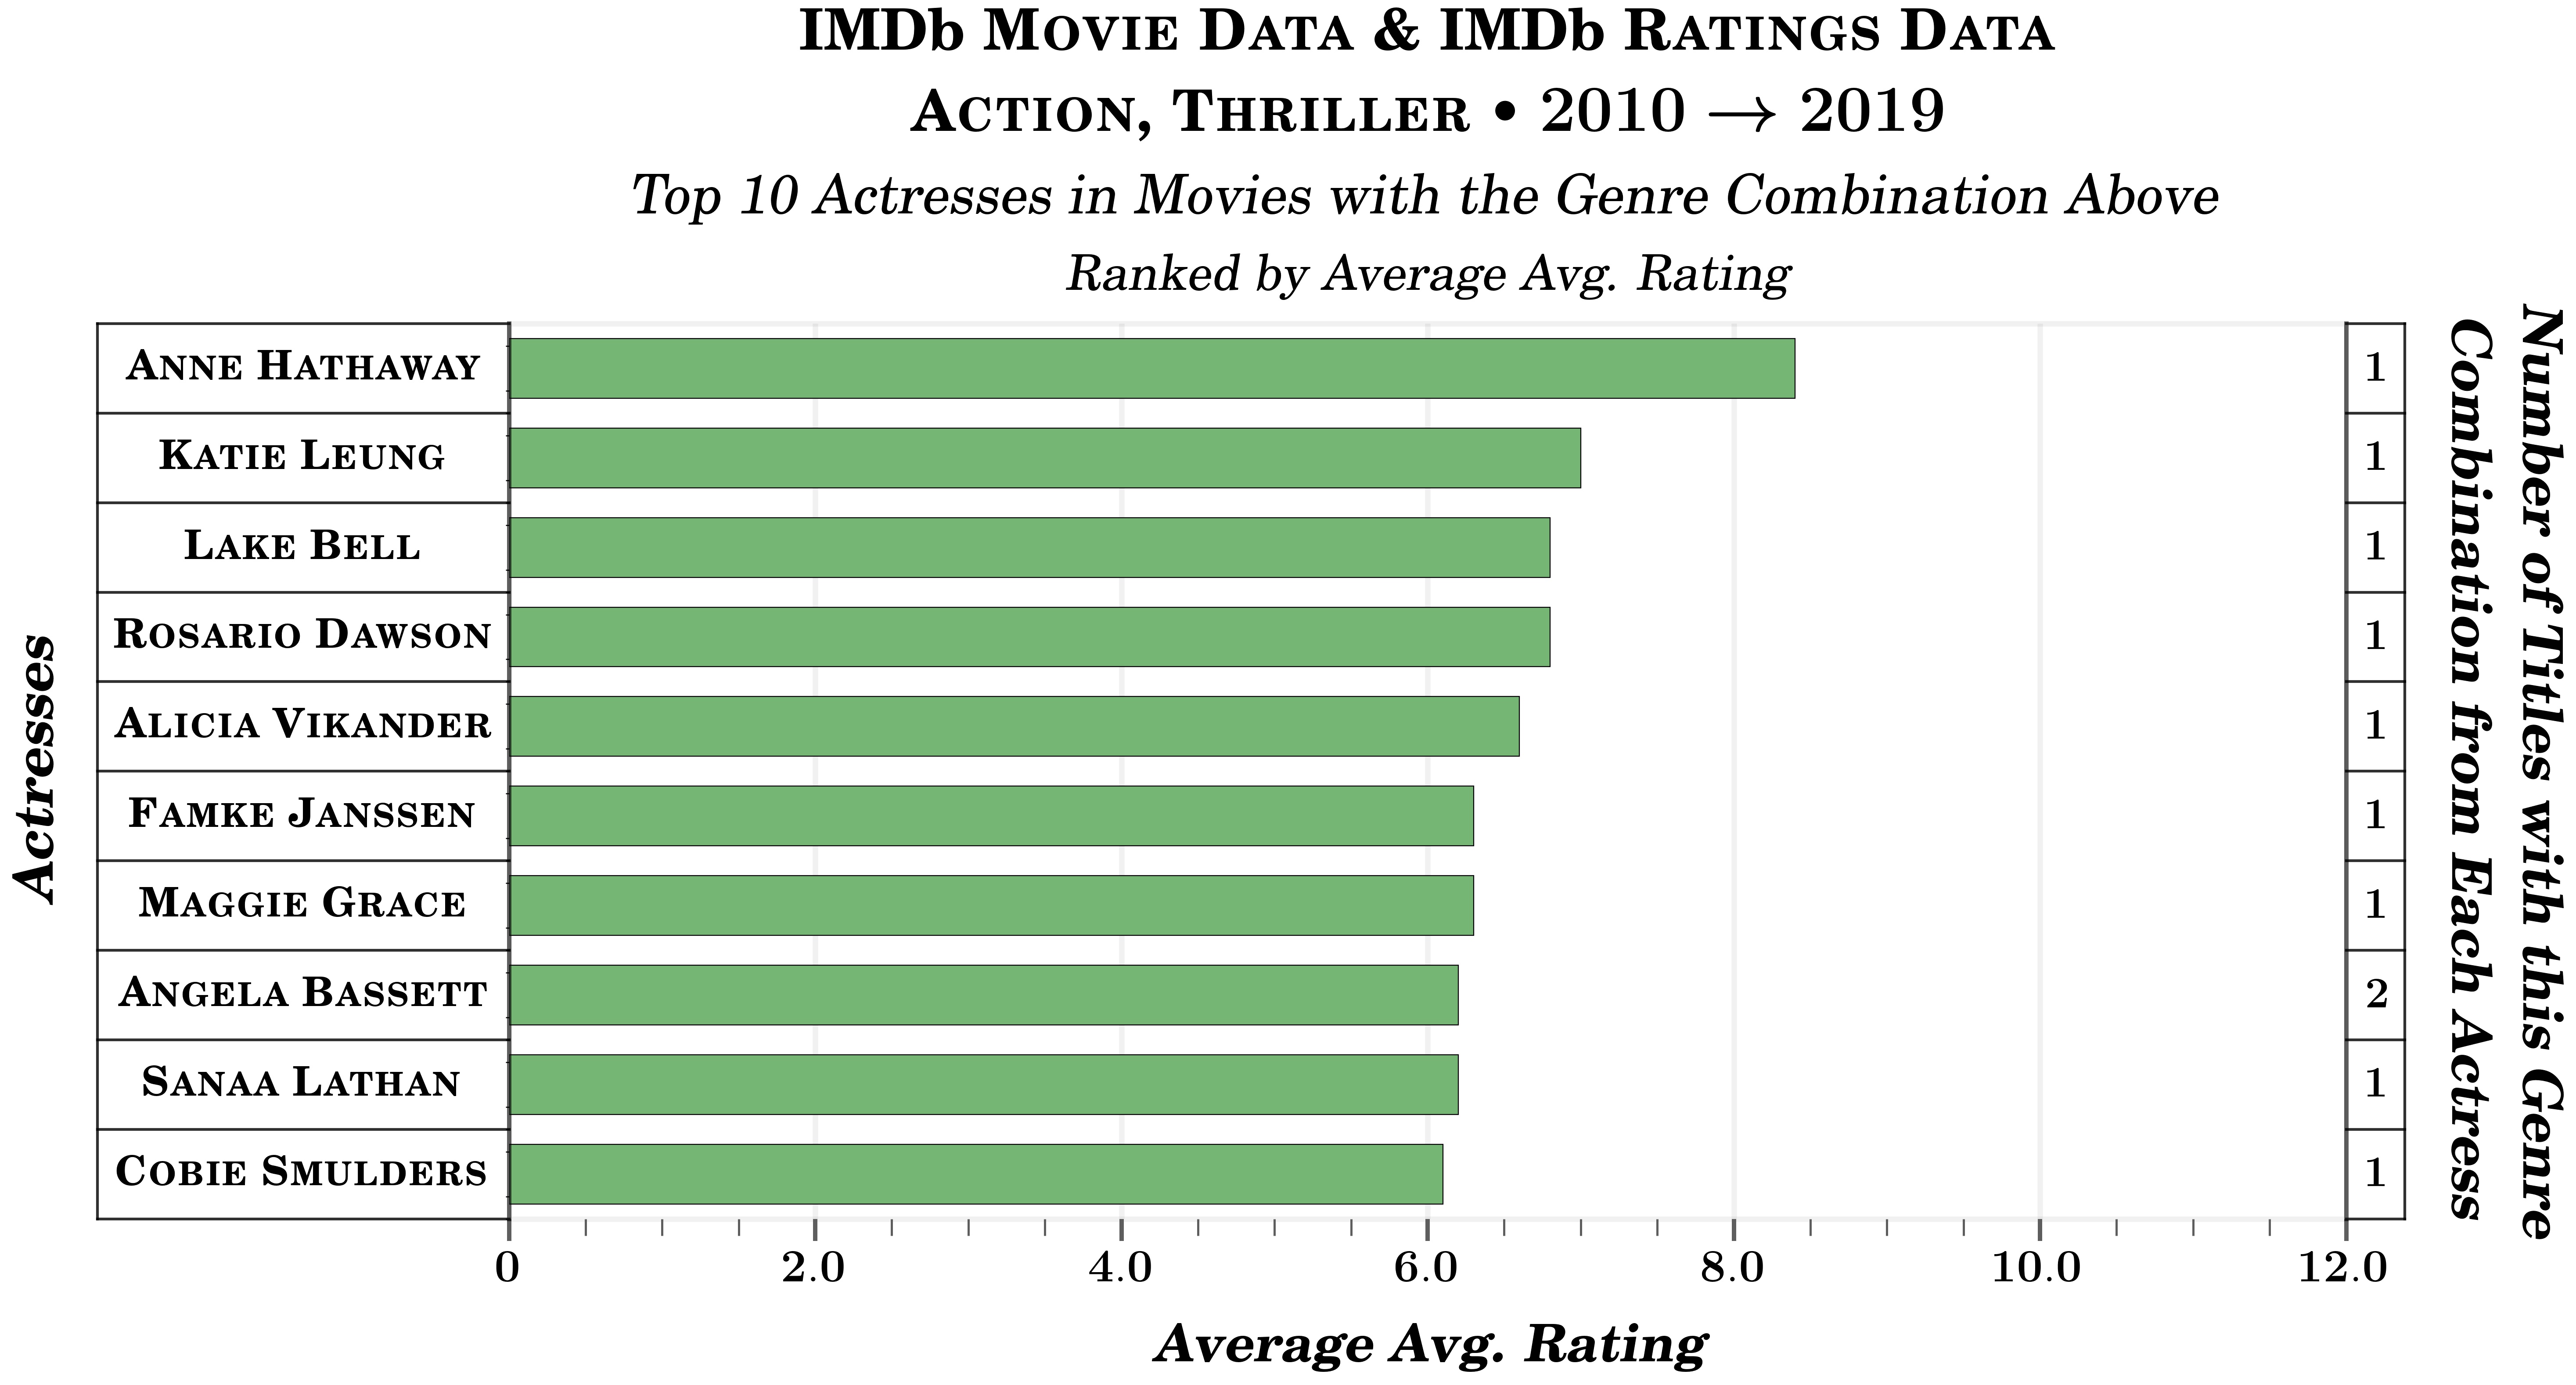 IMDb Movie Data & IMDb Ratings Data
Action, Thriller • 2010 → 2019
Top 10 Actresses in Movies with the Genre Combination Above
Ranked by Average Avg. Rating
Actresses
Anne Hathaway 1
Katie Leung 1
Lake Bell 1
Rosario Dawson 1
Alicia Vikander 1
Famke Janssen 1
Maggie Grace 1
Angela Bassett 2
Sanaa Lathan 1
Cobie Smulders 1
0 2.0 4.0 6.0 8.0 10.0 12.0
Average Avg. Rating
Number of Titles with this Genre
Combination from Each Actress